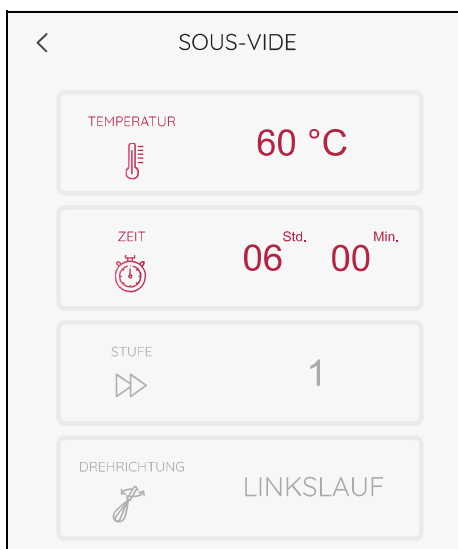 SOUS-VIDE
TEMPERATUR
60 °C
ZEIT
06 Std. 00 Min.
STUFE
1
DREHRICHTUNG
LINKSLAUF